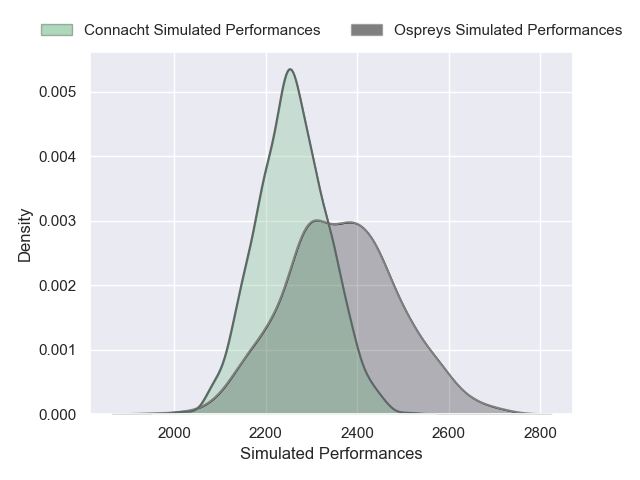 Connacht Simulated Performances Ospreys Simulated Performances
0.005
0.004
0.003
0.002
0.001
0.000
Density
2000 2200 2400 2600 2800
Simulated Performances